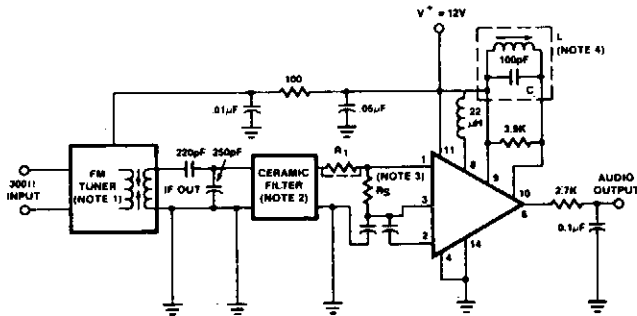 V+ = 12V
L
(NOTE 4)
100pF
C
100
.01µF
.05µF
22
µH
3.9K
220pF
250pF
R1
11
8
9
(NOTE 3)
1
300Ω
INPUT
FM
TUNER
(NOTE 1)
IF OUT
CERAMIC
FILTER
(NOTE 2)
RS
3
2
10
6
AUDIO
OUTPUT
2.7K
14
4
0.1µF